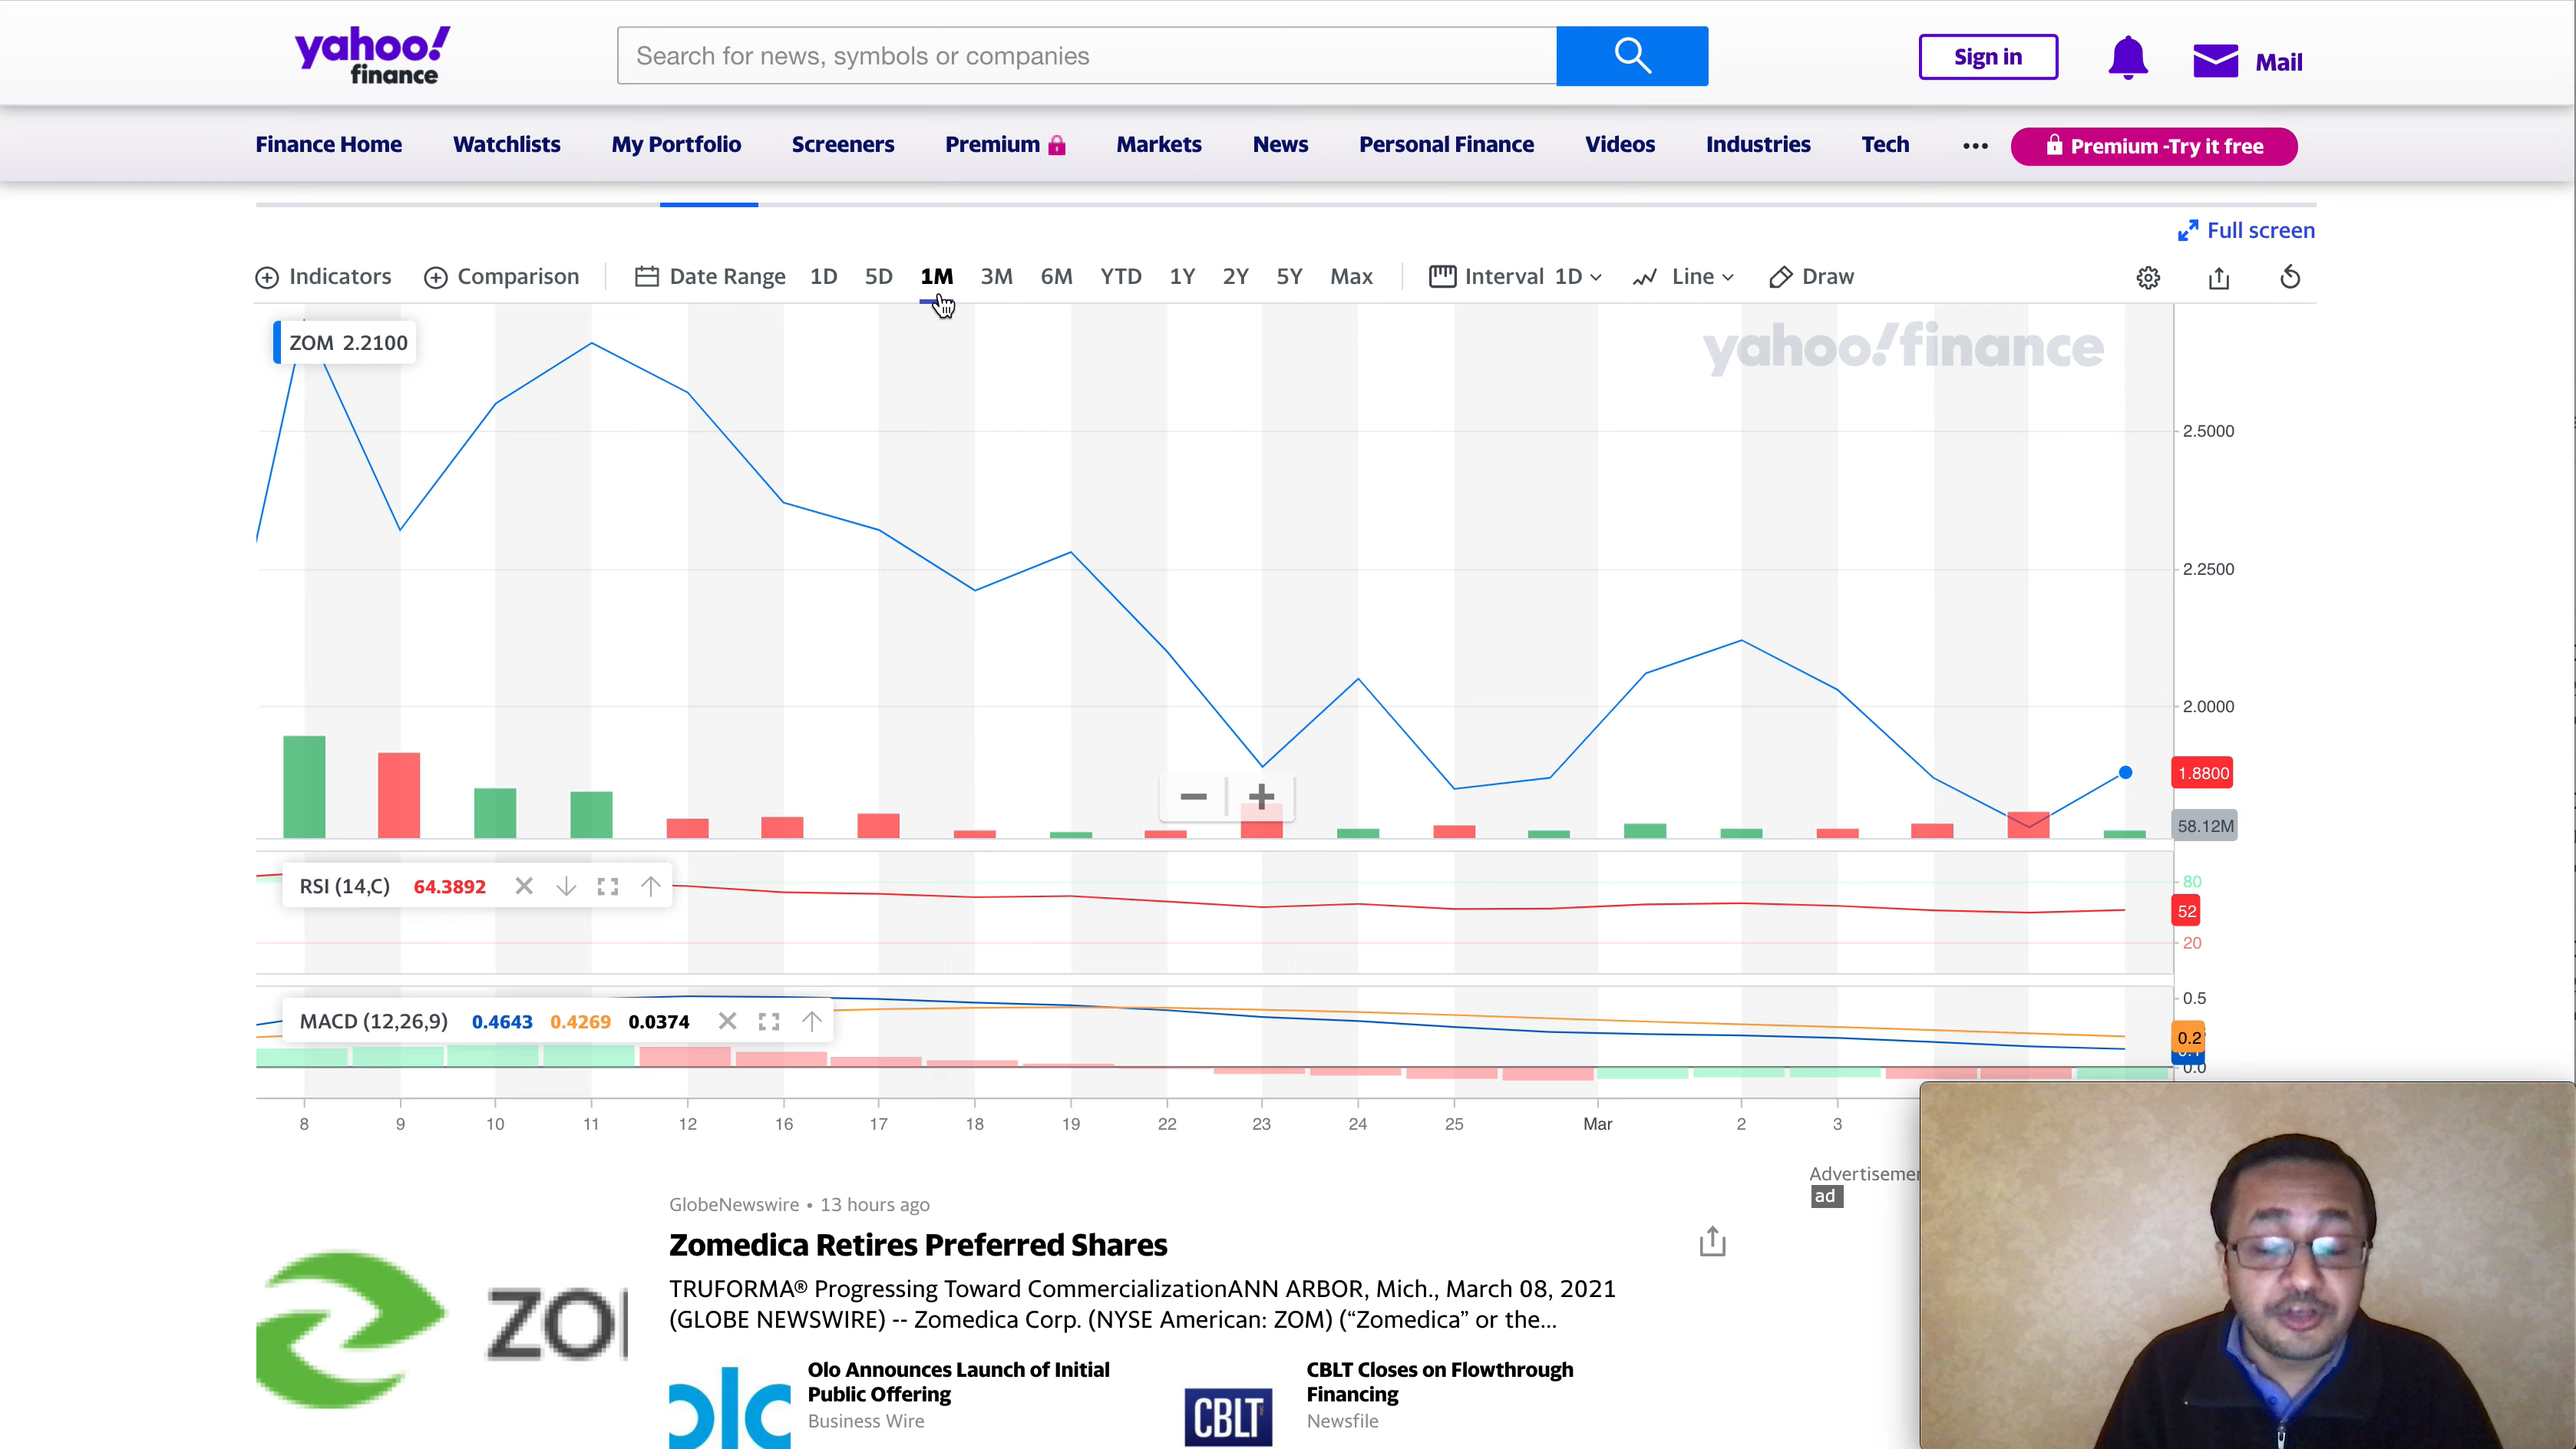 yahoo!
finance
Search for news, symbols or companies
Sign in
Mail
Finance Home
Watchlists
My Portfolio
Screeners
Premium
Markets
News
Personal Finance
Videos
Industries
Tech
Premium -Try it free
Full screen
Indicators
Comparison
Date Range 1D 5D 1M 3M 6M YTD 1Y 2Y 5Y Max
Interval 1D
Line
Draw
ZOM 2.2100
yahoo!finance
2.5000
2.2500
2.0000
1.8800
58.12M
RSI (14,C) 64.3892
80
52
20
MACD (12,26,9) 0.4643 0.4269 0.0374
0.5
0.2
0.0
8 9 10 11 12 16 17 18 19 22 23 24 25 Mar 2 3
ad
GlobeNewswire • 13 hours ago
Zomedica Retires Preferred Shares
TRUFORMA® Progressing Toward CommercializationANN ARBOR, Mich., March 08, 2021
(GLOBE NEWSWIRE) -- Zomedica Corp. (NYSE American: ZOM) (“Zomedica” or the...
ZO
Olo Announces Launch of Initial
Public Offering
Business Wire
olc
CBLT
CBLT Closes on Flowthrough
Financing
Newsfile